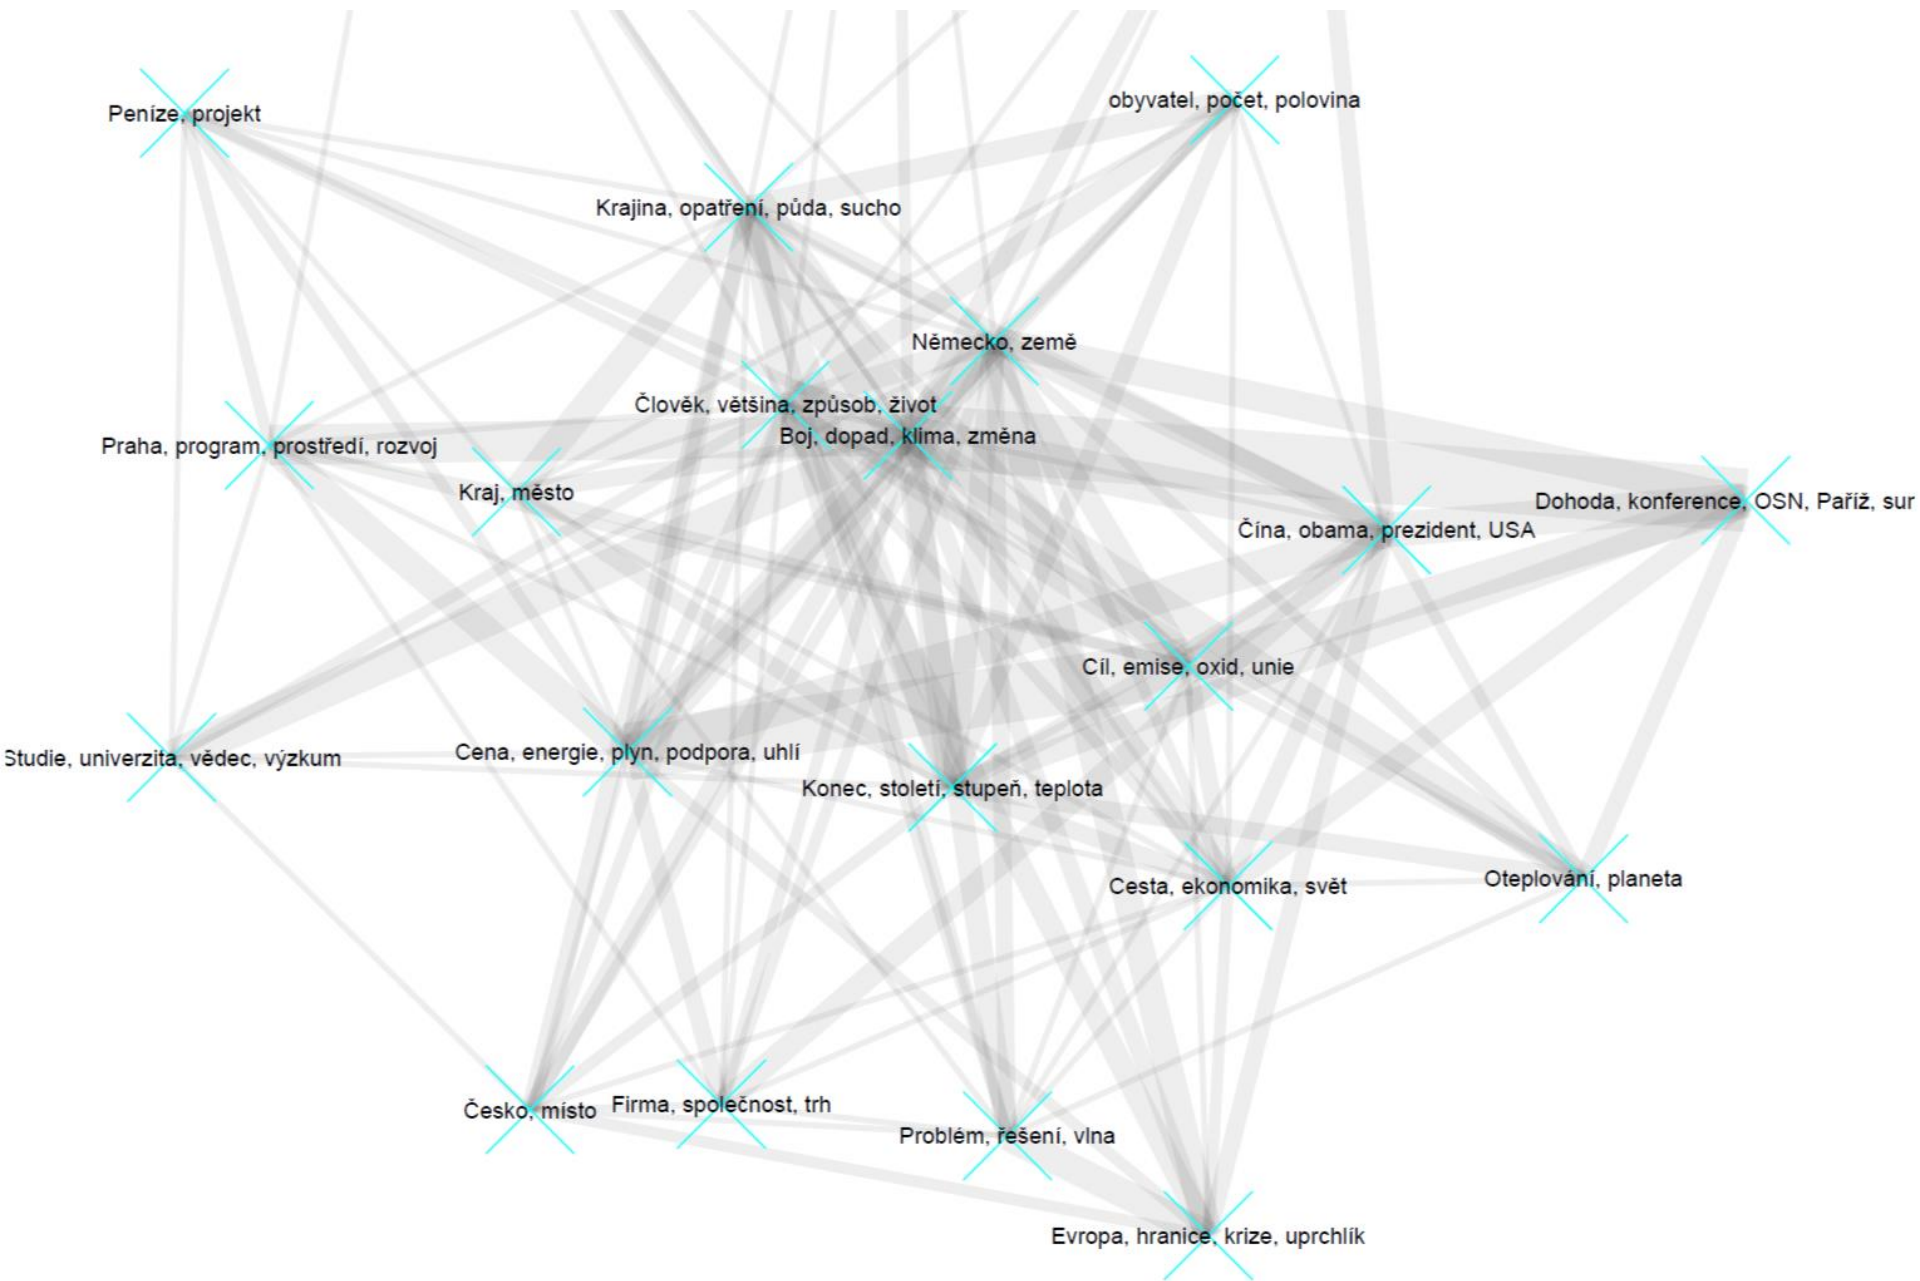 obyvatel, počet, polovina
Peníze, projekt
Krajina, opatření, půda, sucho
Německo, země
Člověk, většina, způsob, život
Boj, dopad, klima, změna
Praha, program, prostředí, rozvoj
Kraj, město
Dohoda, konference, OSN, Paříž, sur
Čína, obama, prezident, USA
Cíl, emise, oxid, unie
Cena, energie, plyn, podpora, uhlí
Studie, univerzita, vědec, výzkum
Konec, století, stupeň, teplota
Oteplování, planeta
Cesta, ekonomika, svět
Firma, společnost, trh
Česko, místo
Problém, řešení, vlna
Evropa, hranice, krize, uprchlík